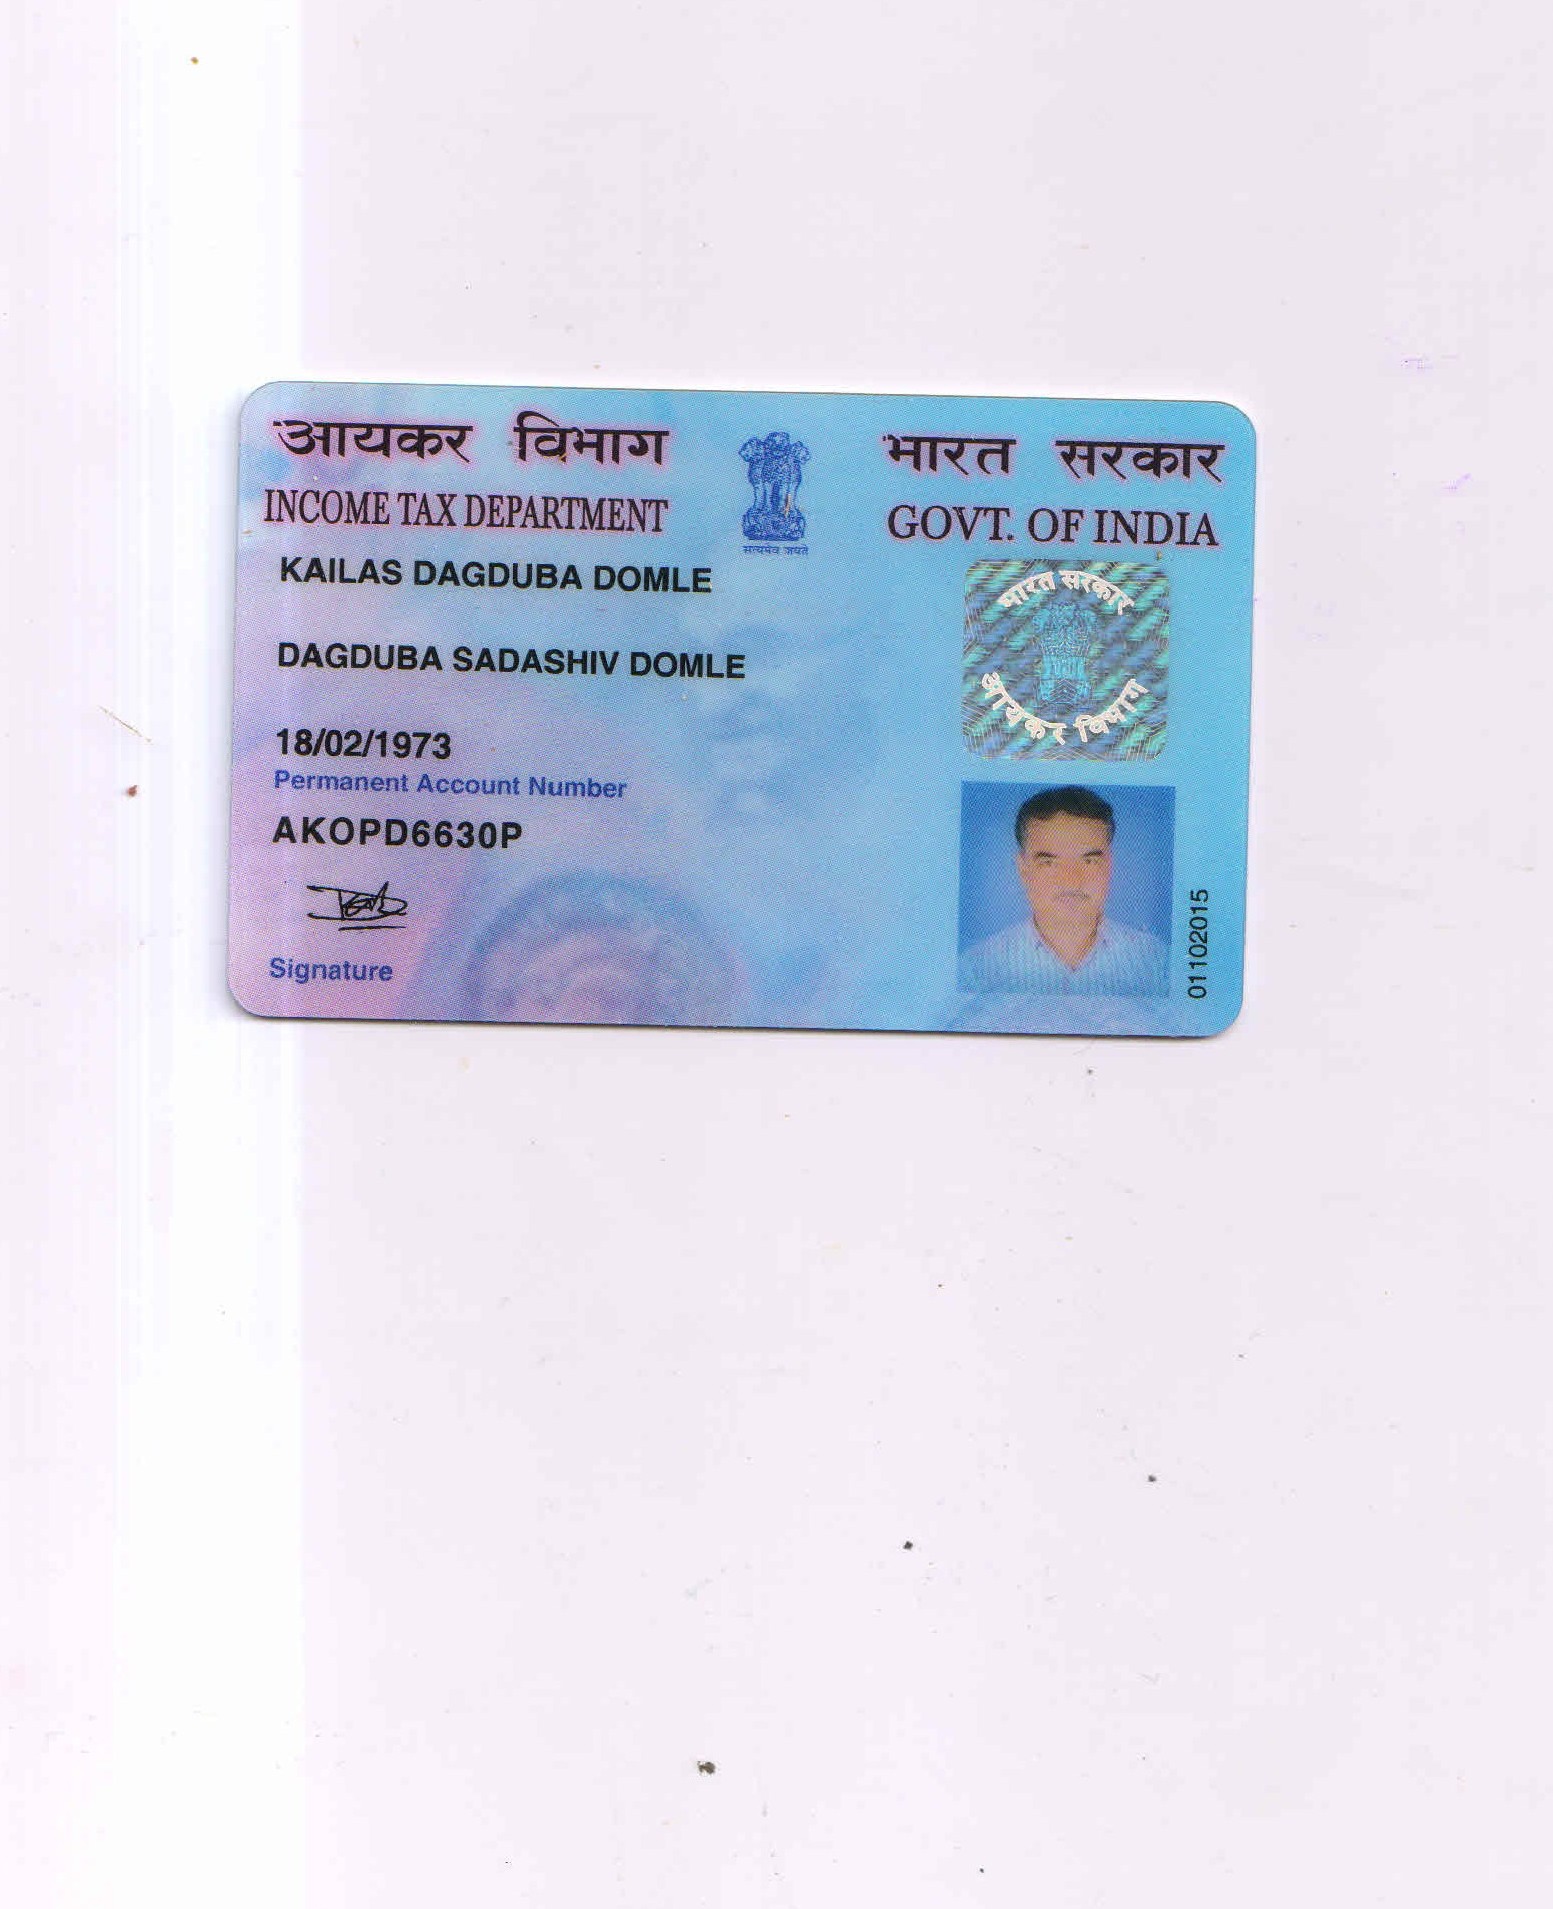 आयकर विभाग
INCOME TAX DEPARTMENT
भारत सरकार
GOVT. OF INDIA
सत्यमेव जयते
KAILAS DAGDUBA DOMLE
DAGDUBA SADASHIV DOMLE
18/02/1973
Permanent Account Number
AKOPD6630P
Signature
भारत सरकार
आयकर विभाग
01102015